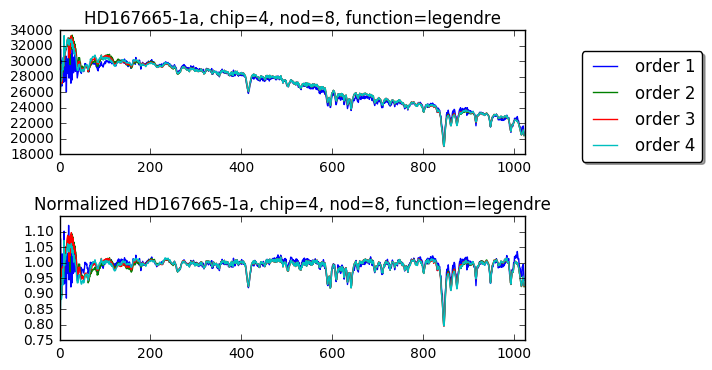 HD167665-1a, chip=4, nod=8, function=legendre
34000
32000
30000
28000
26000
24000
22000
20000
18000
0 200 400 600 800 1000
order 1
order 2
order 3
order 4
Normalized HD167665-1a, chip=4, nod=8, function=legendre
1.10
1.05
1.00
0.95
0.90
0.85
0.80
0.75
0 200 400 600 800 1000